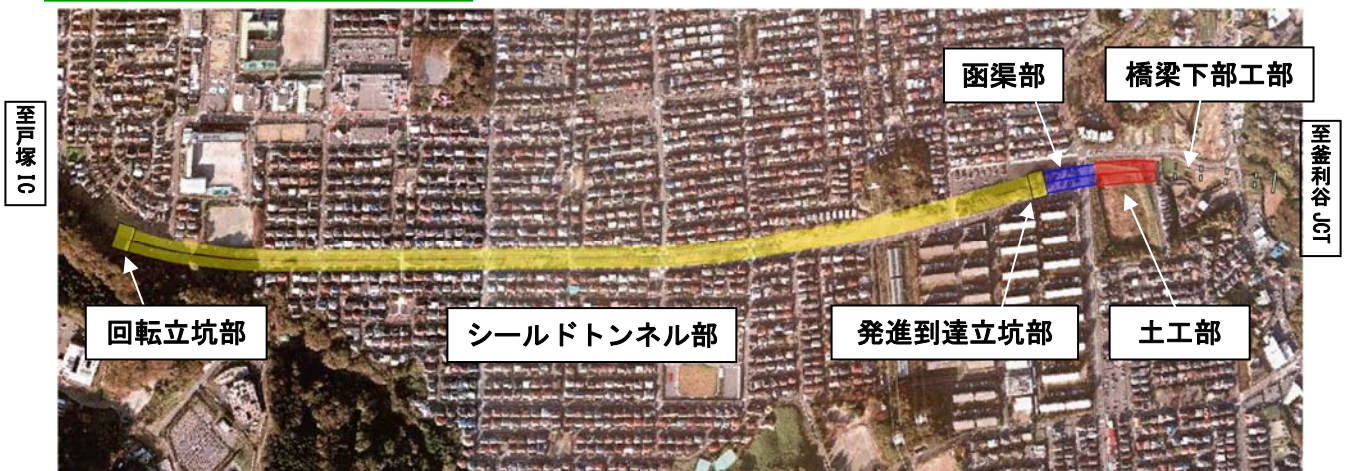 函渠部
橋梁下部工部
至戸塚IC
至釜利谷JCT
回転立坑部
シールドトンネル部
発進到達立坑部
土工部